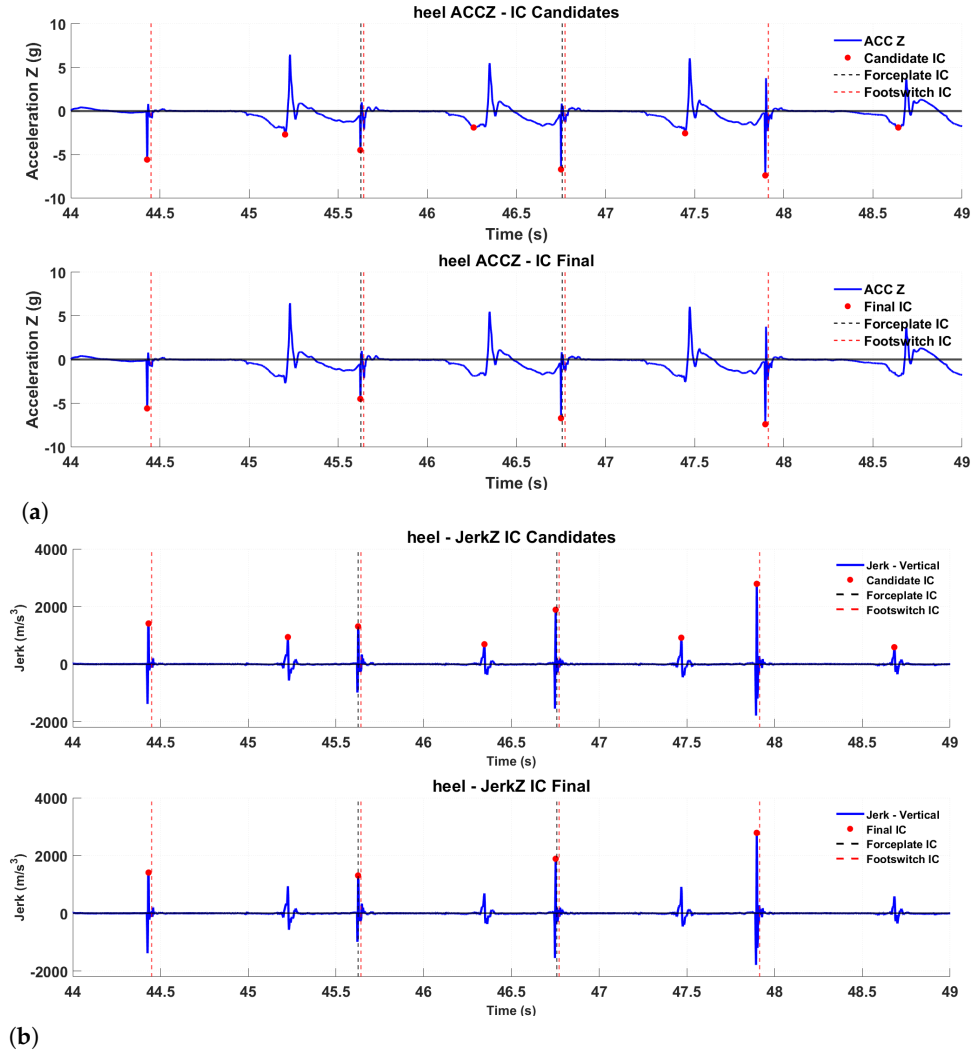 heel ACCZ - IC Candidates
Acceleration Z (g)
10
5
0
-5
-10
ACC Z
Candidate IC
Forceplate IC
Footswitch IC
44 44.5 45 45.5 46 46.5 47 47.5 48 48.5 49
Time (s)
heel ACCZ - IC Final
Acceleration Z (g)
10
5
0
-5
-10
ACC Z
Final IC
Forceplate IC
Footswitch IC
44 44.5 45 45.5 46 46.5 47 47.5 48 48.5 49
Time (s)
(a)
heel - JerkZ IC Candidates
Jerk (m/s³)
4000
2000
0
-2000
Jerk - Vertical
Candidate IC
Forceplate IC
Footswitch IC
44 44.5 45 45.5 46 46.5 47 47.5 48 48.5 49
Time (s)
heel - JerkZ IC Final
Jerk (m/s³)
4000
2000
0
-2000
Jerk - Vertical
Final IC
Forceplate IC
Footswitch IC
44 44.5 45 45.5 46 46.5 47 47.5 48 48.5 49
Time (s)
(b)